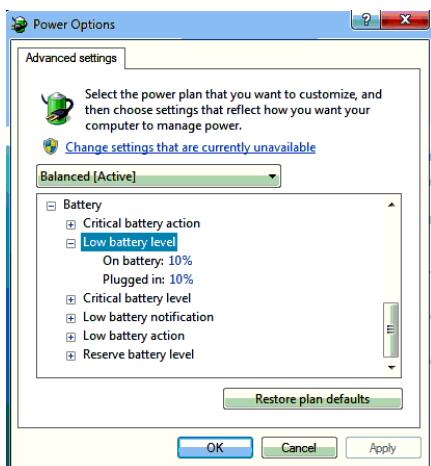 Power Options
?
X
Advanced settings
Select the power plan that you want to customize, and
then choose settings that reflect how you want your
computer to manage power.
Change settings that are currently unavailable
Balanced [Active]
Battery
Critical battery action
Low battery level
On battery: 10%
Plugged in: 10%
Critical battery level
Low battery notification
Low battery action
Reserve battery level
Restore plan defaults
OK Cancel Apply